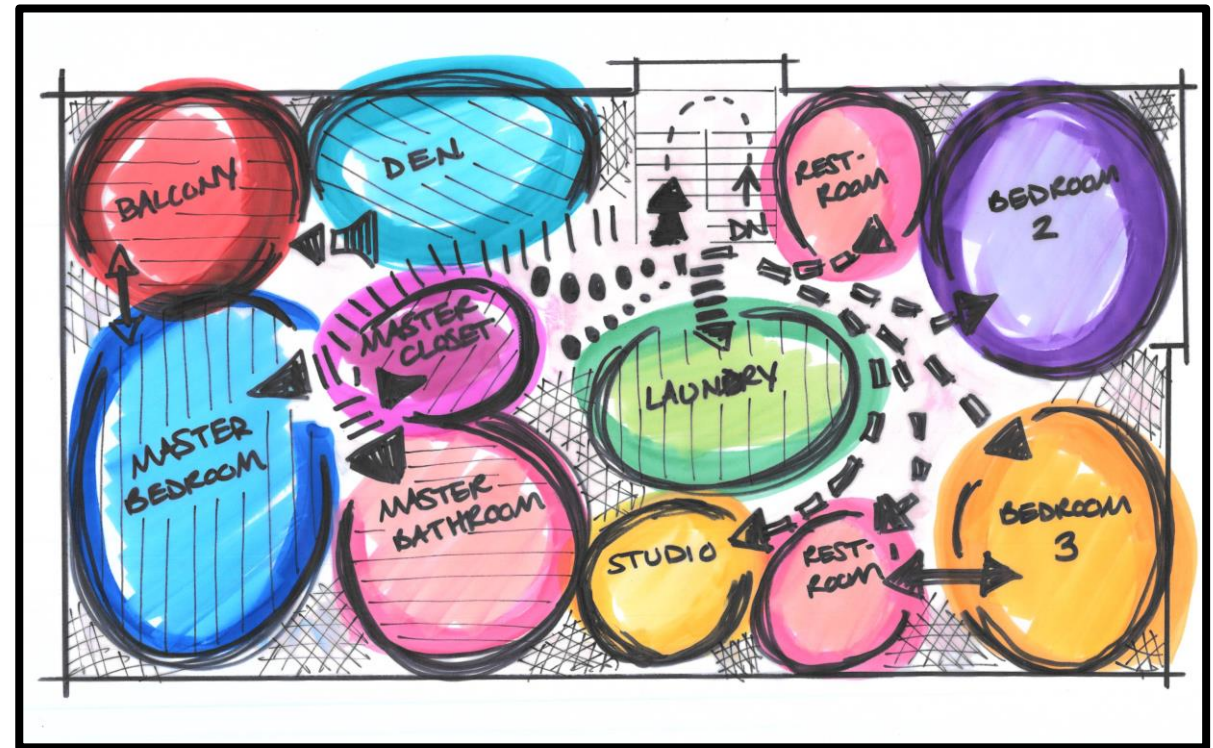 BALCONY
DEN
DN
REST-
ROOM
BEDROOM
2
MASTER
CLOSET
LAUNDRY
MASTER
BEDROOM
MASTER
BATHROOM
STUDIO
REST-
ROOM
BEDROOM
3